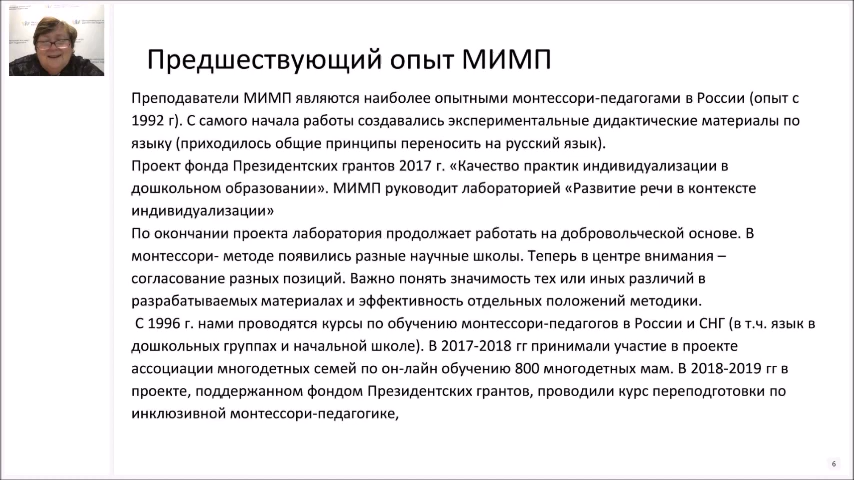 Предшествующий опыт МИМП
Преподаватели МИМП являются наиболее опытными монтессори-педагогами в России (опыт с
1992 г). С самого начала работы создавались экспериментальные дидактические материалы по
языку (приходилось общие принципы переносить на русский язык).
Проект фонда Президентских грантов 2017 г. «Качество практик индивидуализации в
дошкольном образовании». МИМП руководит лабораторией «Развитие речи в контексте
индивидуализации»
По окончании проекта лаборатория продолжает работать на добровольческой основе. В
монтессори- методе появились разные научные школы. Теперь в центре внимания –
согласование разных позиций. Важно понять значимость тех или иных различий в
разрабатываемых материалах и эффективность отдельных положений методики.
С 1996 г. нами проводятся курсы по обучению монтессори-педагогов в России и СНГ (в т.ч. язык в
дошкольных группах и начальной школе). В 2017-2018 гг принимали участие в проекте
ассоциации многодетных семей по он-лайн обучению 800 многодетных мам. В 2018-2019 гг в
проекте, поддержанном фондом Президентских грантов, проводили курс переподготовки по
инклюзивной монтессори-педагогике,
6